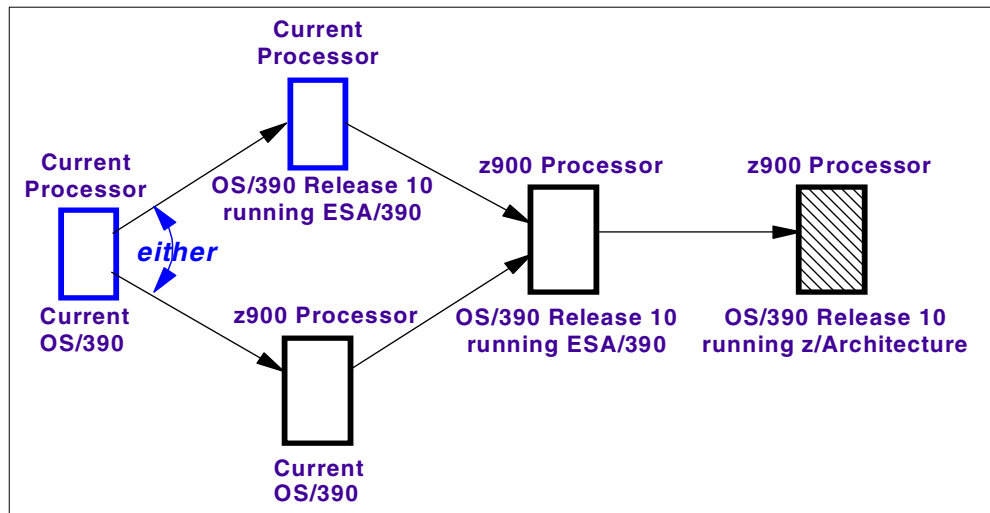 Current
Processor
OS/390 Release 10
running ESA/390
Current
Processor
either
Current
OS/390
z900 Processor
Current
OS/390
z900 Processor
OS/390 Release 10
running ESA/390
z900 Processor
OS/390 Release 10
running z/Architecture